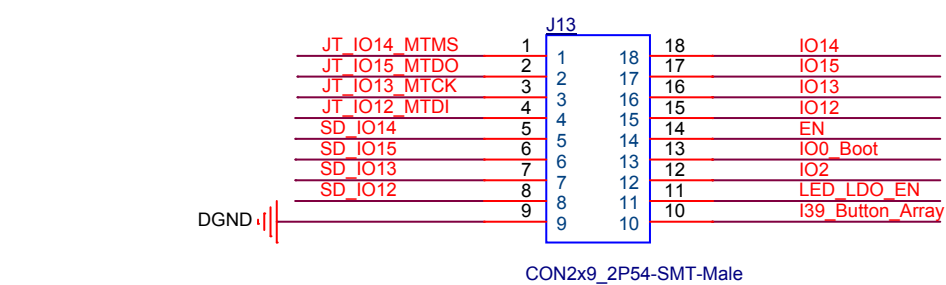 J13
JT_IO14_MTMS 1 1 18 18 IO14
JT_IO15_MTDO 2 2 17 17 IO15
JT_IO13_MTCK 3 3 16 16 IO13
JT_IO12_MTDI 4 4 15 15 IO12
SD_IO14 5 5 14 14 EN
SD_IO15 6 6 13 13 IO0_Boot
SD_IO13 7 7 12 12 IO2
SD_IO12 8 8 11 11 LED_LDO_EN
DGND 9 9 10 10 I39_Button_Array
CON2x9_2P54-SMT-Male